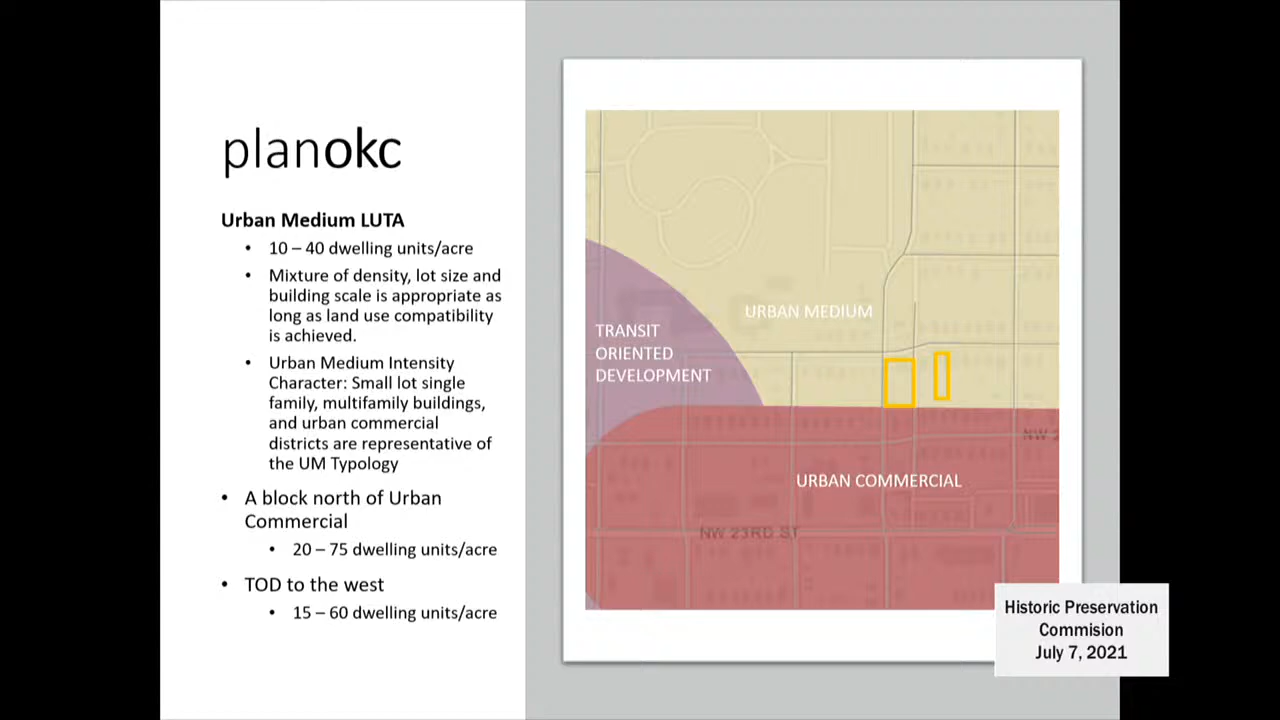 planokc
Urban Medium LUTA
• 10 – 40 dwelling units/acre
• Mixture of density, lot size and
building scale is appropriate as
long as land use compatibility
is achieved.
• Urban Medium Intensity
Character: Small lot single
family, multifamily buildings,
and urban commercial
districts are representative of
the UM Typology
• A block north of Urban
Commercial
• 20 – 75 dwelling units/acre
• TOD to the west
• 15 – 60 dwelling units/acre
URBAN MEDIUM
TRANSIT
ORIENTED
DEVELOPMENT
NW
URBAN COMMERCIAL
NW 23RD ST
Historic Preservation
Commision
July 7, 2021